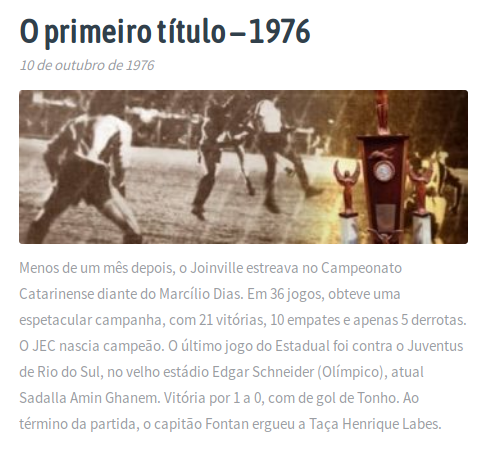 O primeiro título – 1976
10 de outubro de 1976
Menos de um mês depois, o Joinville estreava no Campeonato
Catarinense diante do Marcílio Dias. Em 36 jogos, obteve uma
espetacular campanha, com 21 vitórias, 10 empates e apenas 5 derrotas.
O JEC nascia campeão. O último jogo do Estadual foi contra o Juventus
de Rio do Sul, no velho estádio Edgar Schneider (Olímpico), atual
Sadalla Amin Ghanem. Vitória por 1 a 0, com de gol de Tonho. Ao
término da partida, o capitão Fontan ergueu a Taça Henrique Labes.